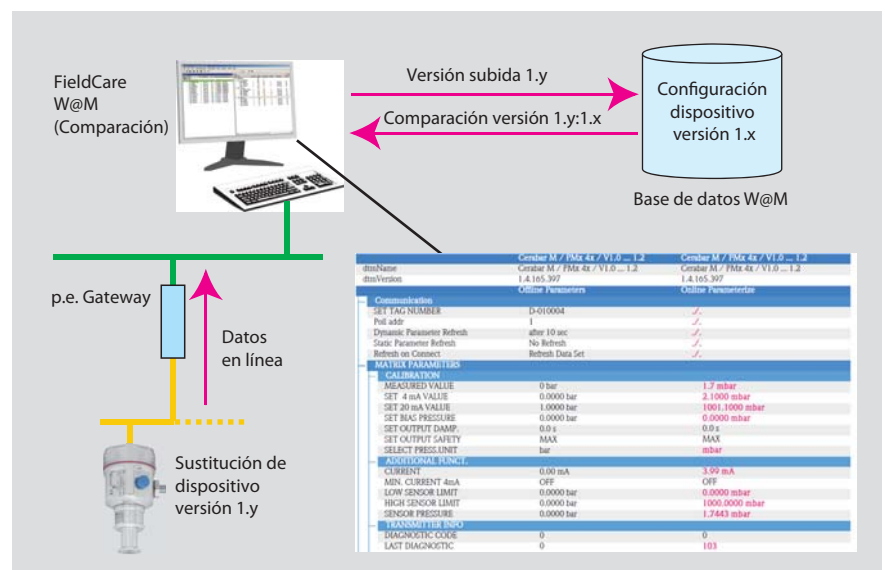 FieldCare
W@M
(Comparación)
Versión subida 1.y
Comparación versión 1.y:1.x
Configuración
dispositivo
versión 1.x
Base de datos W@M
p.e. Gateway
Datos
en línea
Sustitución de
dispositivo
versión 1.y
Cerabar M / PMx 4x / V1.0 ... 1.2 Cerabar M / PMx 4x / V1.0 ... 1.2
dtmName Cerabar M / PMx 4x / V1.0 ... 1.2 Cerabar M / PMx 4x / V1.0 ... 1.2
dtmVersion 1.4.165.397 1.4.165.397
Offline Parameters Online Parameterize
Communication
SET TAG NUMBER D-010004 ./.
Poll addr 1 ./.
Dynamic Parameter Refresh after 10 sec ./.
Static Parameter Refresh No Refresh ./.
Refresh on Connect Refresh Data Set ./.
MATRIX PARAMETERS
CALIBRATION
MEASURED VALUE 0 bar 1.7 mbar
SET 4 mA VALUE 0.0000 bar 2.1000 mbar
SET 20 mA VALUE 1.0000 bar 1001.1000 mbar
SET BIAS PRESSURE 0.0000 bar 0.0000 mbar
SET OUTPUT DAMP. 0.0 s 0.0 s
SET OUTPUT SAFETY MAX MAX
SELECT PRESS.UNIT bar mbar
ADDITIONAL FUNCT.
CURRENT 0.00 mA 3.99 mA
MIN. CURRENT 4mA OFF OFF
LOW SENSOR LIMIT 0.0000 bar 0.0000 mbar
HIGH SENSOR LIMIT 0.0000 bar 1000.0000 mbar
SENSOR PRESSURE 0.0000 bar 1.7443 mbar
TRANSMITTER INFO
DIAGNOSTIC CODE 0 0
LAST DIAGNOSTIC 0 103